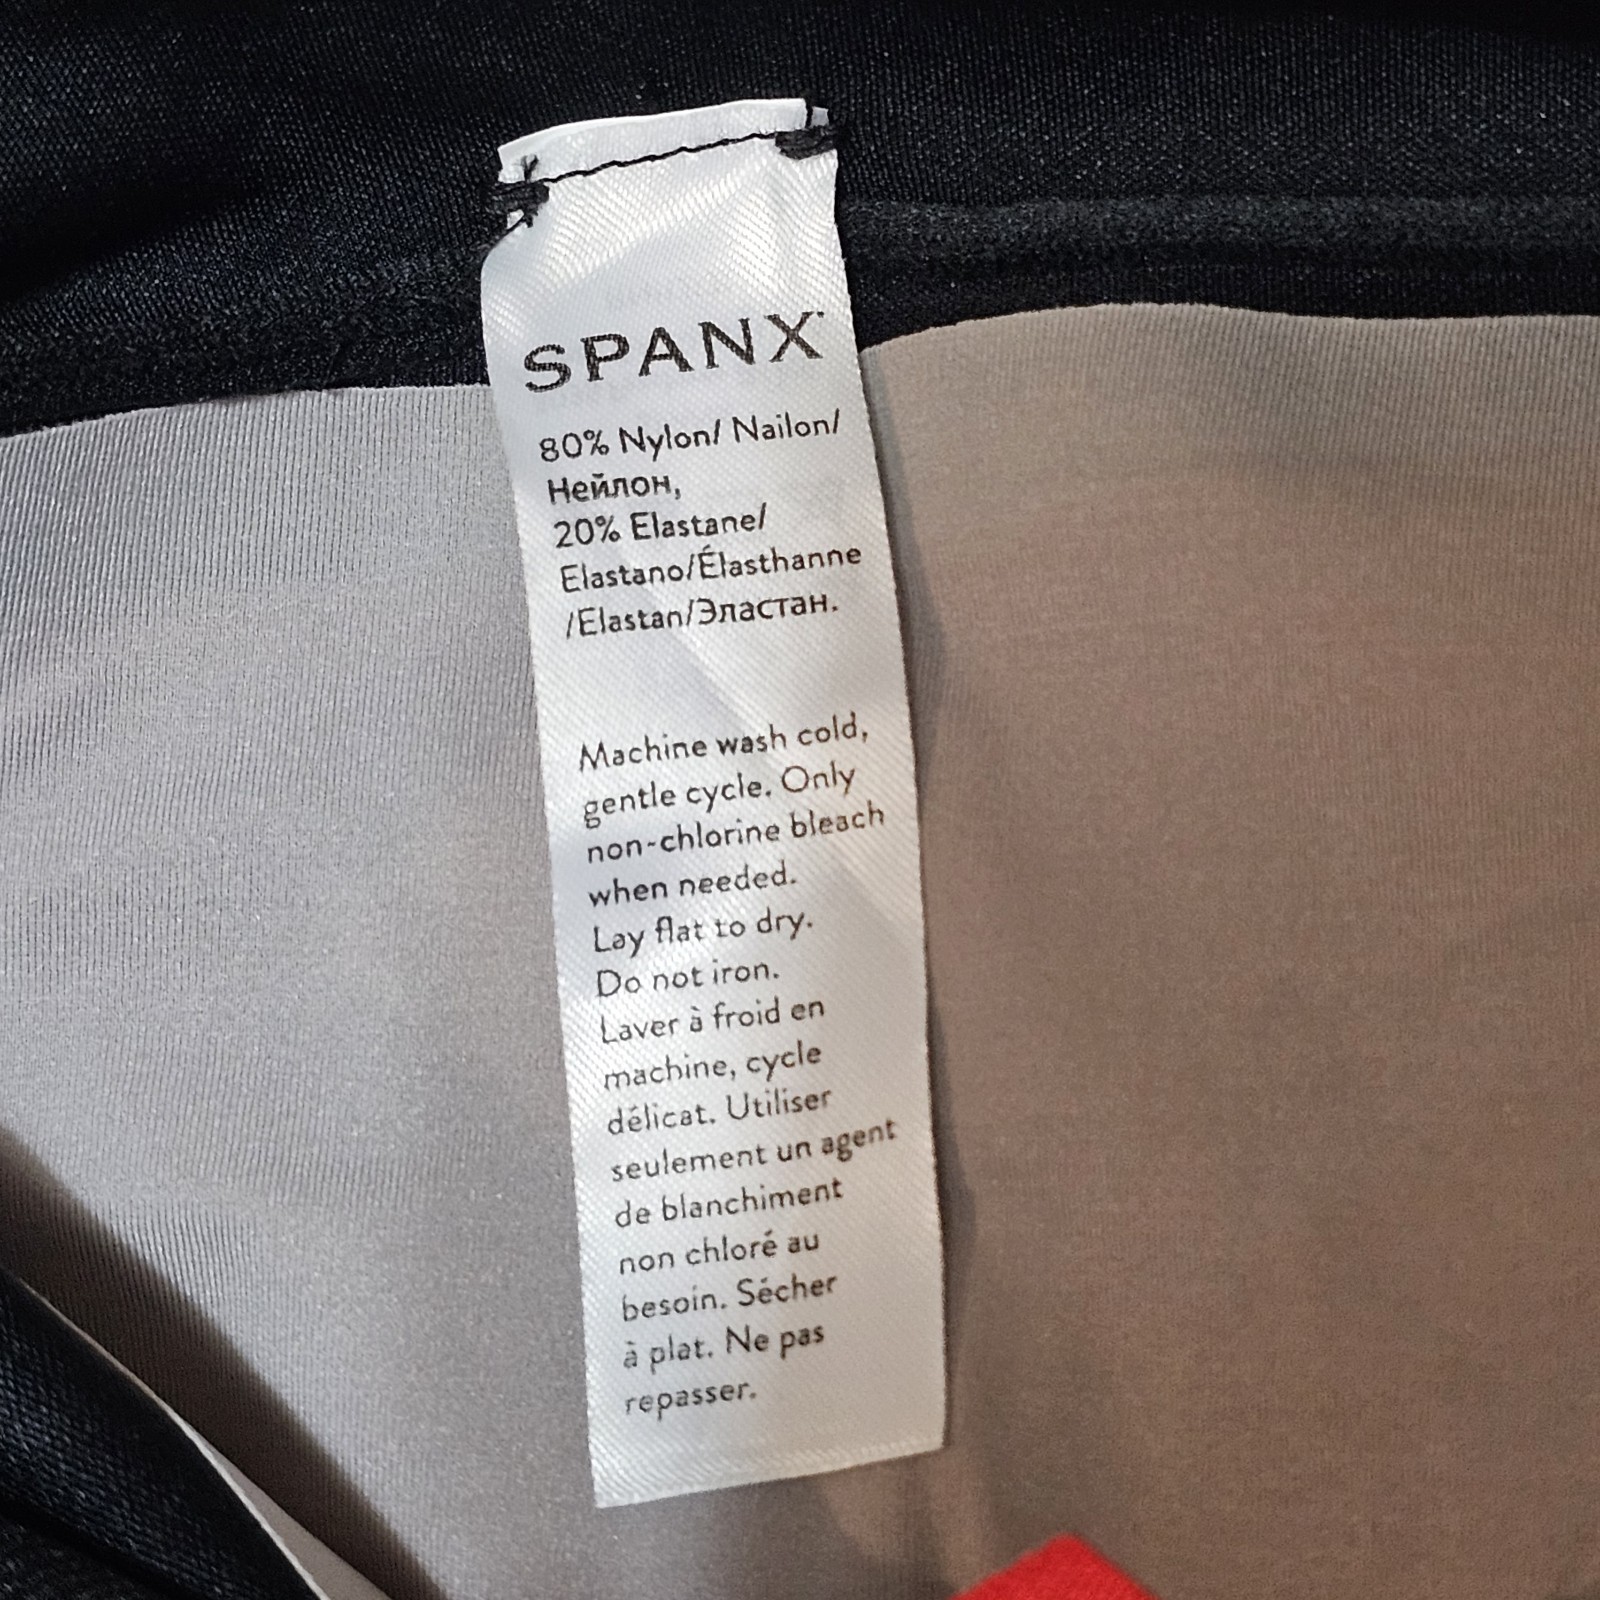 SPANX
80% Nylon/ Nailon/
Нейлон,
20% Elastane/
Elastano/Élasthanne
/Elastan/Эластан.
Machine wash cold,
gentle cycle. Only
non-chlorine bleach
when needed.
Lay flat to dry.
Do not iron.
Laver à froid en
machine, cycle
délicat. Utiliser
seulement un agent
de blanchiment
non chloré au
besoin. Sécher
à plat. Ne pas
repasser.